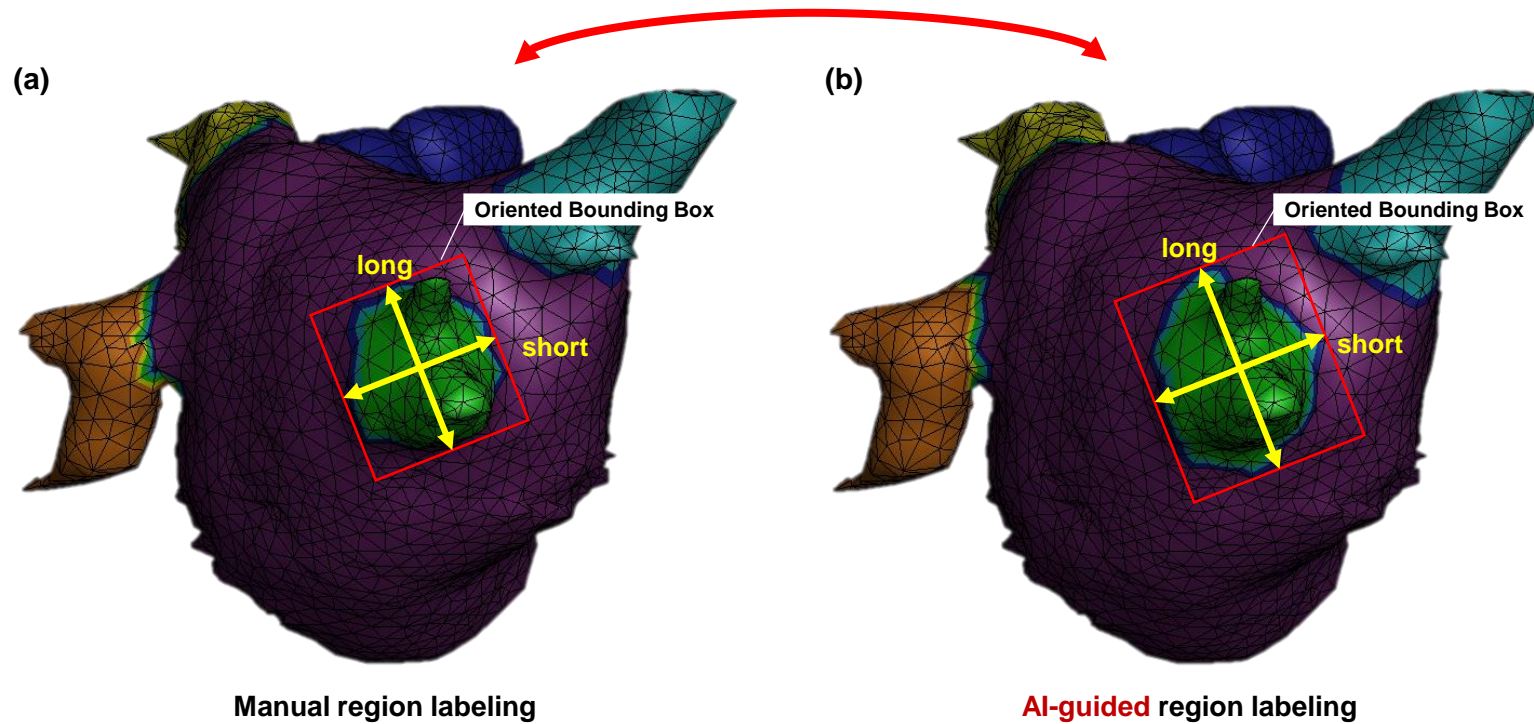 (a)
(b)
Oriented Bounding Box
Oriented Bounding Box
long
long
short
short
Manual region labeling
AI-guided region labeling